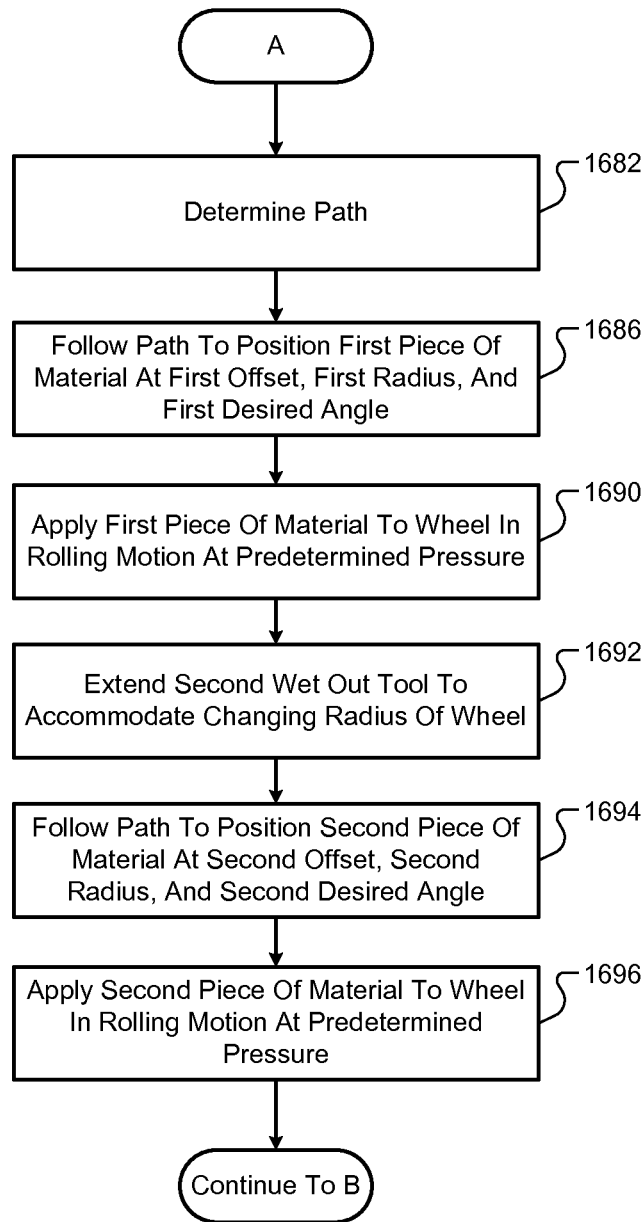 A
1682
Determine Path
1686
Follow Path To Position First Piece Of
Material At First Offset, First Radius, And
First Desired Angle
1690
Apply First Piece Of Material To Wheel In
Rolling Motion At Predetermined Pressure
1692
Extend Second Wet Out Tool To
Accommodate Changing Radius Of Wheel
1694
Follow Path To Position Second Piece Of
Material At Second Offset, Second
Radius, And Second Desired Angle
1696
Apply Second Piece Of Material To Wheel
In Rolling Motion At Predetermined
Pressure
Continue To B